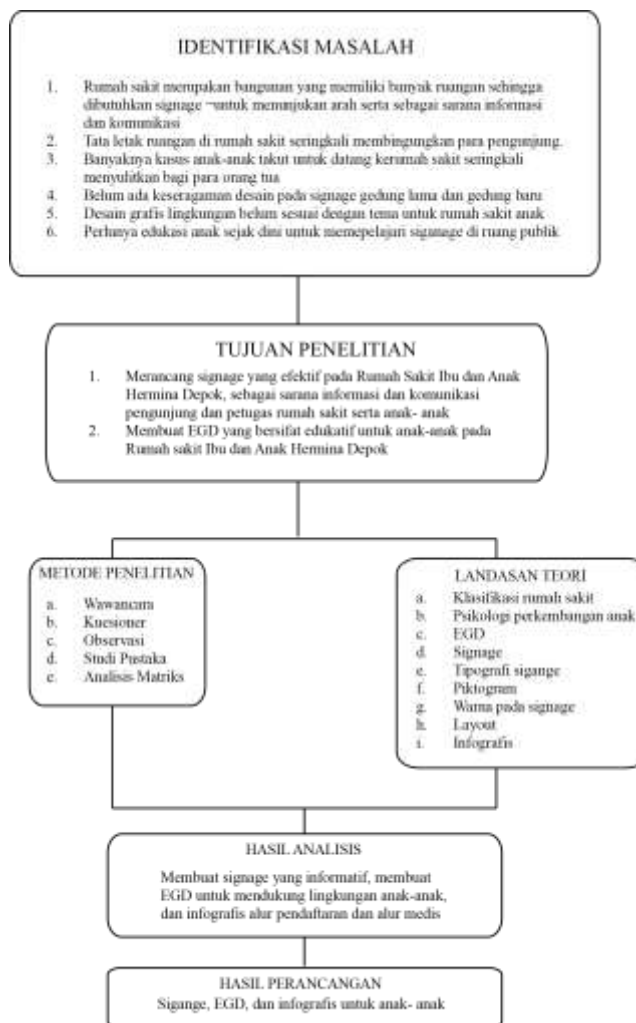 IDENTIFIKASI MASALAH
1. Rumah sakit merupakan bangunan yang memiliki banyak ruangan sehingga
dibutuhkan signage ¬untuk menunjukan arah serta sebagai sarana informasi
dan komunikasi
2. Tata letak ruangan di rumah sakit seringkali membingungkan para pengunjung.
3. Banyaknya kasus anak-anak takut untuk datang kerumah sakit seringkali
menyulitkan bagi para orang tua
4. Belum ada keseragaman desain pada signage gedung lama dan gedung baru
5. Desain grafis lingkungan belum sesuai dengan tema untuk rumah sakit anak
6. Perlunya edukasi anak sejak dini untuk memepelajari siganage di ruang publik
TUJUAN PENELITIAN
1. Merancang signage yang efektif pada Rumah Sakit Ibu dan Anak
Hermina Depok, sebagai sarana informasi dan komunikasi
pengunjung dan petugas rumah sakit serta anak- anak
2. Membuat EGD yang bersifat edukatif untuk anak-anak pada
Rumah sakit Ibu dan Anak Hermina Depok
METODE PENELITIAN
a. Wawancara
b. Kuesioner
c. Observasi
d. Studi Pustaka
e. Analisis Matriks
LANDASAN TEORI
a. Klasifikasi rumah sakit
b. Psikologi perkembangan anak
c. EGD
d. Signage
e. Tipografi sigange
f. Piktogram
g. Warna pada signage
h. Layout
i. Infografis
HASIL ANALISIS
Membuat signage yang informatif, membuat
EGD untuk mendukung lingkungan anak-anak,
dan infografis alur pendaftaran dan alur medis
HASIL PERANCANGAN
Sigange, EGD, dan infografis untuk anak- anak